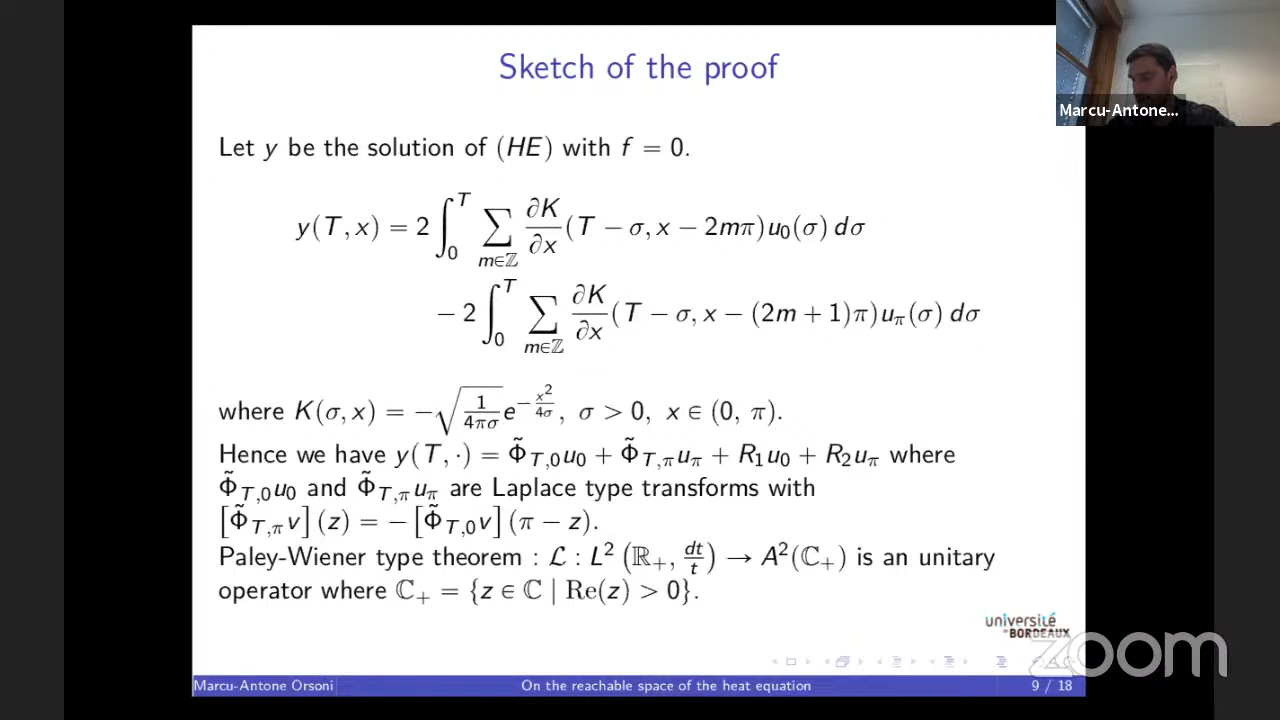 Sketch of the proof
Marcu-Antone...
Let y be the solution of (HE) with f = 0.
y(T, x) = 2 ∫_0^T ∑_{m∈ℤ} ∂K/∂x (T − σ, x − 2mπ)u_0(σ) dσ
− 2 ∫_0^T ∑_{m∈ℤ} ∂K/∂x (T − σ, x − (2m + 1)π)u_π(σ) dσ
where K(σ, x) = −√(1/(4πσ)) e^{−x²/(4σ)}, σ > 0, x ∈ (0, π).
Hence we have y(T, ·) = Φ̃_{T,0}u_0 + Φ̃_{T,π}u_π + R_1u_0 + R_2u_π where
Φ̃_{T,0}u_0 and Φ̃_{T,π}u_π are Laplace type transforms with
[Φ̃_{T,π}v](z) = −[Φ̃_{T,0}v](π − z).
Paley-Wiener type theorem : ℒ : L²(ℝ_+, dt/t) → A²(ℂ_+) is an unitary
operator where ℂ_+ = {z ∈ ℂ | Re(z) > 0}.
université
de BORDEAUX
zoom
Marcu-Antone Orsoni On the reachable space of the heat equation 9 / 18